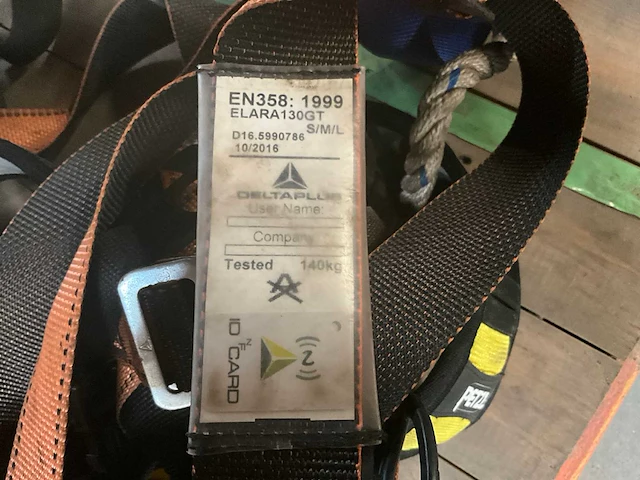 EN358: 1999
ELARA130GT
S/M/L
D16.5990786
10/2016
DELTAPLUS
User Name:
Company
Tested 140kg
ID CARD
PETZL